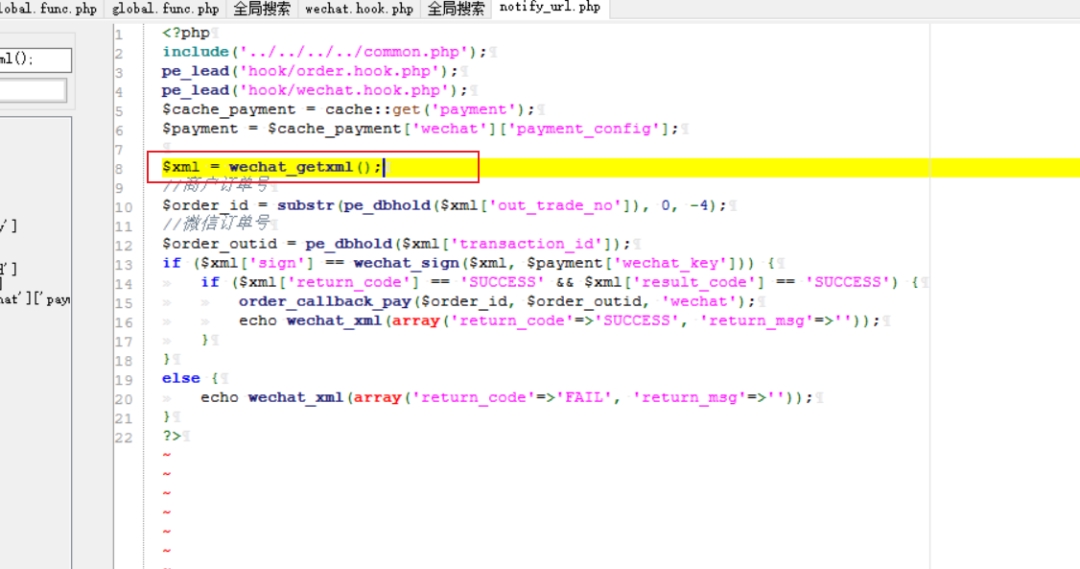 lobal.func.php global.func.php 全局搜索 wechat.hook.php 全局搜索 notify_url.php
ml();
y']
']
hat']['paym
1 <?php
2 include('../../../../common.php');
3 pe_lead('hook/order.hook.php');
4 pe_lead('hook/wechat.hook.php');
5 $cache_payment = cache::get('payment');
6 $payment = $cache_payment['wechat']['payment_config'];
7
8 $xml = wechat_getxml();
9 //商户订单号
10 $order_id = substr(pe_dbhold($xml['out_trade_no']), 0, -4);
11 //微信订单号
12 $order_outid = pe_dbhold($xml['transaction_id']);
13 if ($xml['sign'] == wechat_sign($xml, $payment['wechat_key'])) {
14 if ($xml['return_code'] == 'SUCCESS' && $xml['result_code'] == 'SUCCESS') {
15 order_callback_pay($order_id, $order_outid, 'wechat');
16 echo wechat_xml(array('return_code'=>'SUCCESS', 'return_msg'=>''));
17 }
18 }
19 else {
20 echo wechat_xml(array('return_code'=>'FAIL', 'return_msg'=>''));
21 }
22 ?>
~
~
~
~
~
~
~